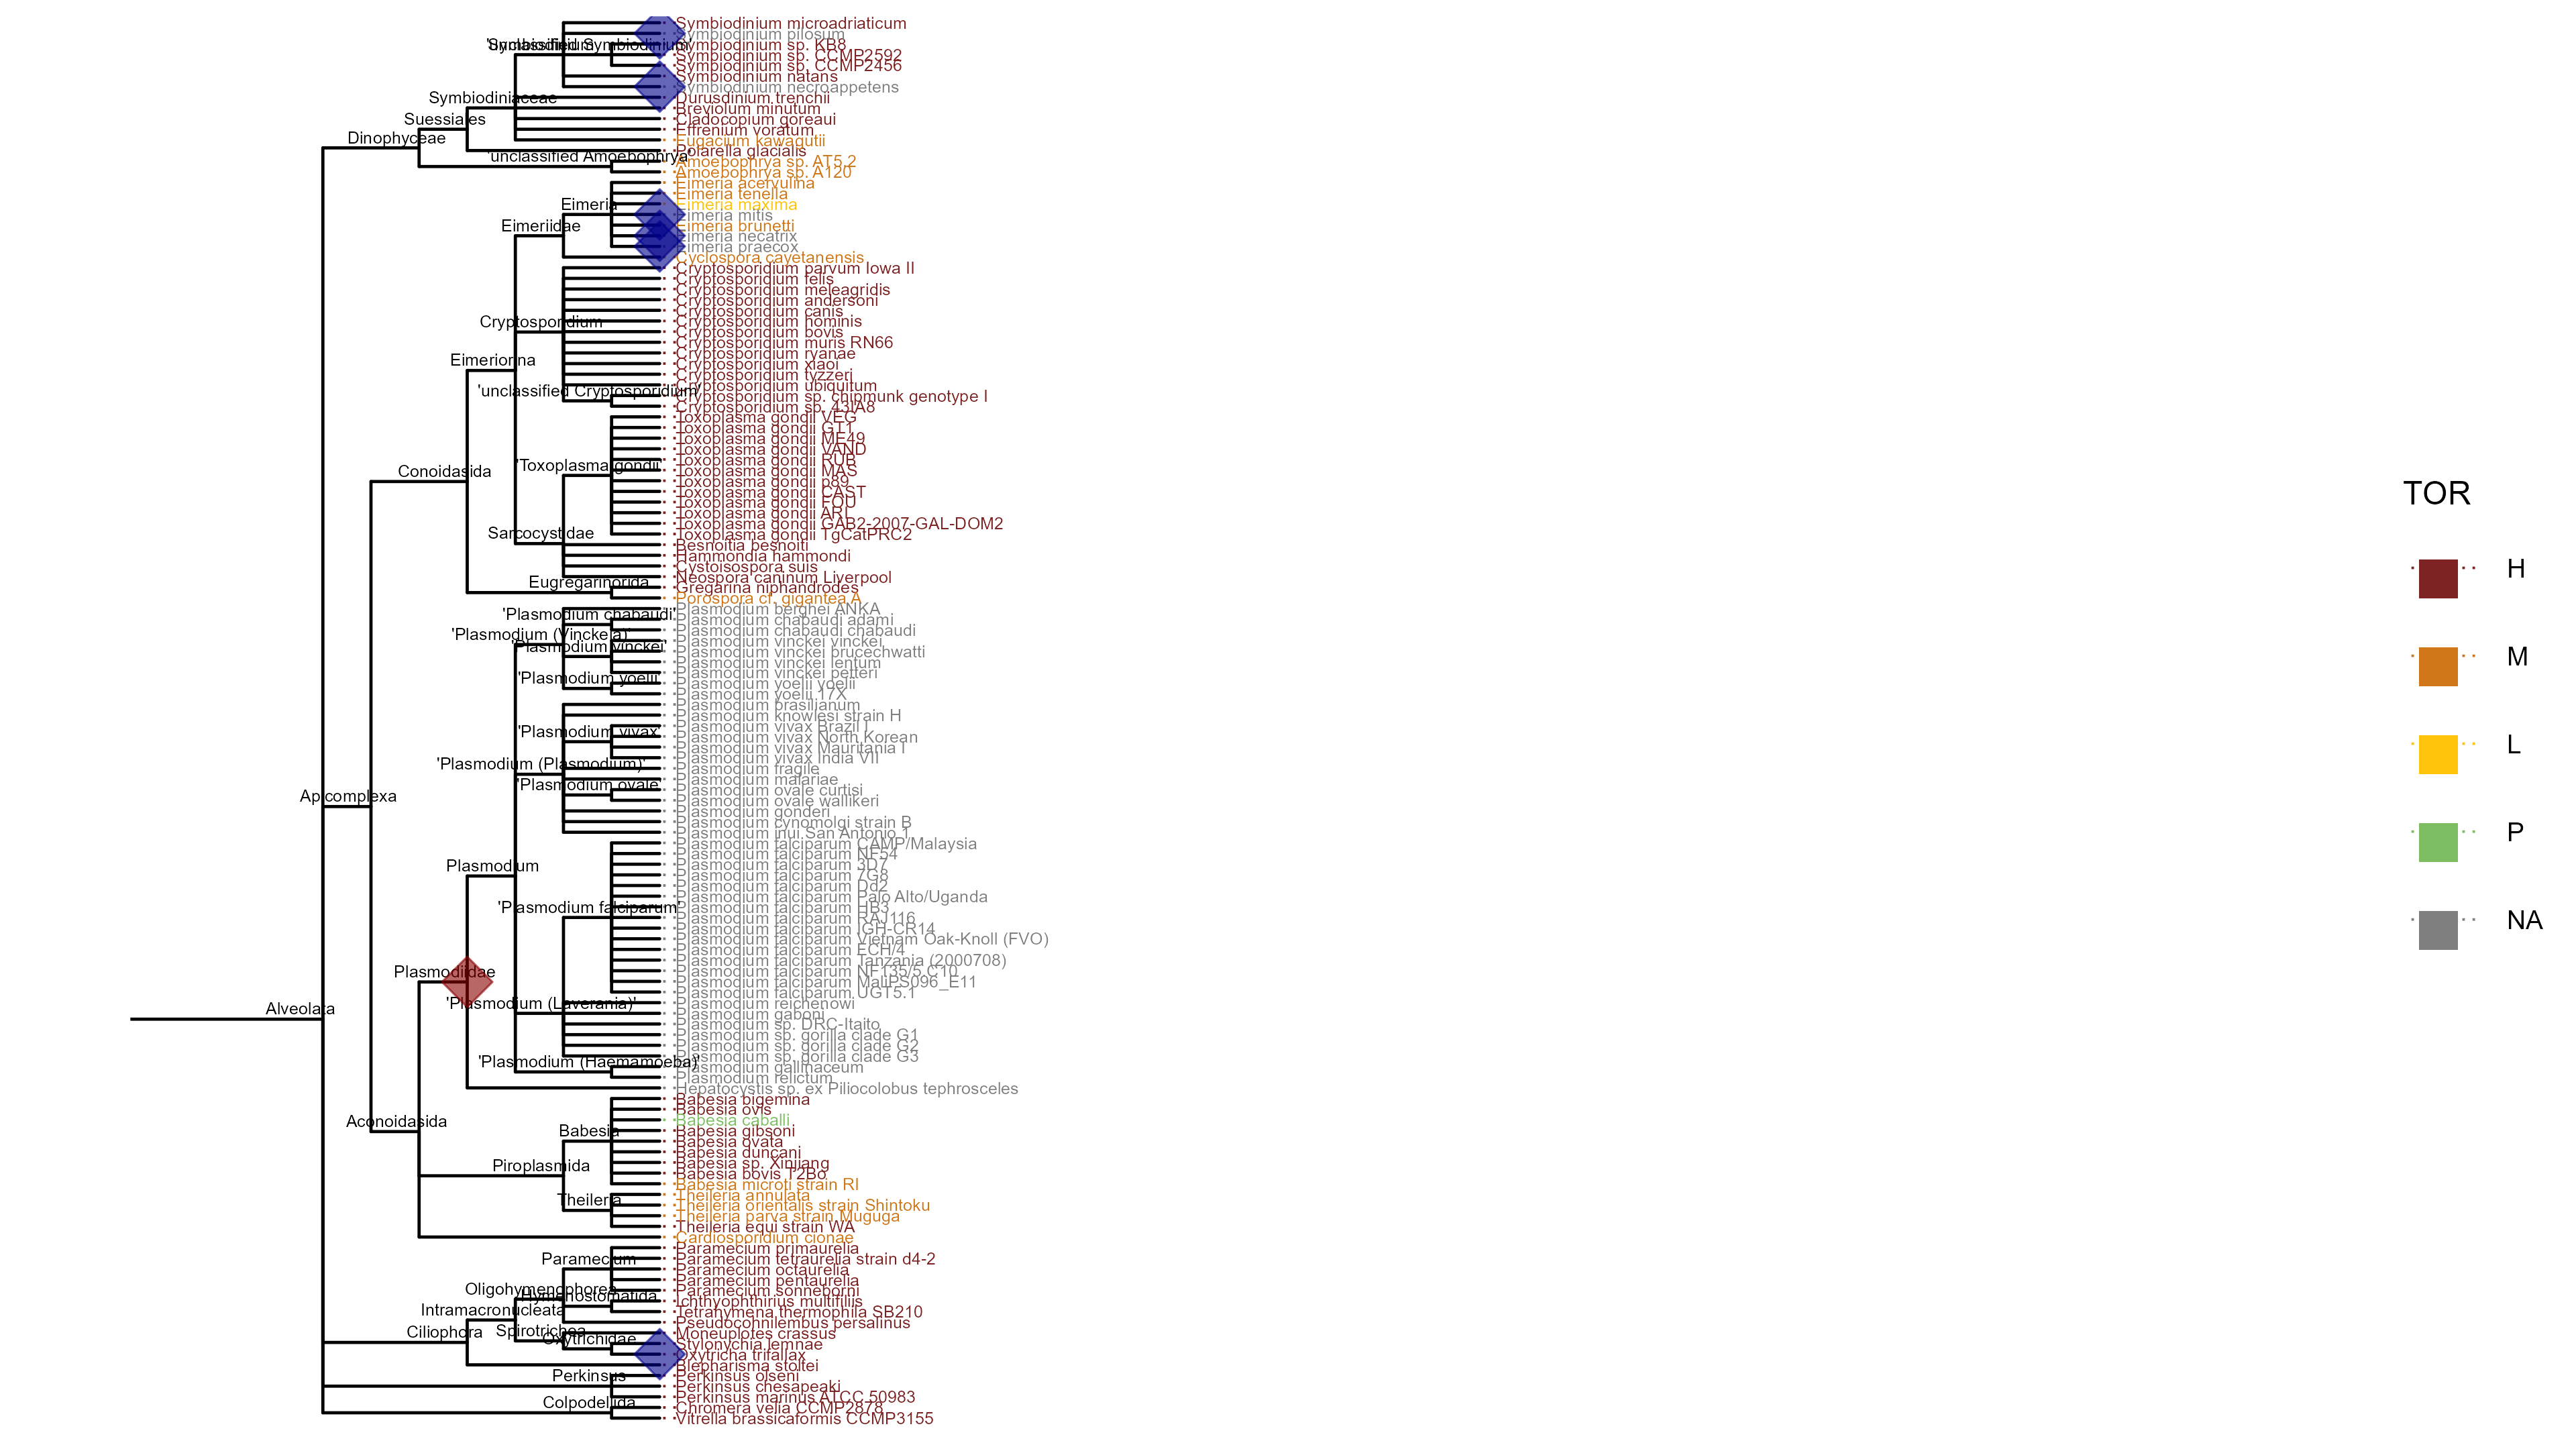 Symbiodinium microadriaticum
Symbiodinium pilosum
Symbiodinium sp. KB8
Symbiodinium sp. CCMP2592
Symbiodinium sp. CCMP2456
Symbiodinium natans
Symbiodinium necroappetens
Durusdinium trenchii
Breviolum minutum
Cladocopium goreaui
Effrenium voratum
Fugacium kawagutii
Polarella glacialis
Amoebophrya sp. AT5.2
Amoebophrya sp. A120
Eimeria acervulina
Eimeria tenella
Eimeria maxima
Eimeria mitis
Eimeria brunetti
Eimeria necatrix
Eimeria praecox
Cyclospora cayetanensis
Cryptosporidium parvum Iowa II
Cryptosporidium felis
Cryptosporidium meleagridis
Cryptosporidium andersoni
Cryptosporidium canis
Cryptosporidium hominis
Cryptosporidium bovis
Cryptosporidium muris RN66
Cryptosporidium ryanae
Cryptosporidium xiaoi
Cryptosporidium tyzzeri
Cryptosporidium ubiquitum
Cryptosporidium sp. chipmunk genotype I
Cryptosporidium sp. 43IA8
Toxoplasma gondii VEG
Toxoplasma gondii GT1
Toxoplasma gondii ME49
Toxoplasma gondii VAND
Toxoplasma gondii RUB
Toxoplasma gondii MAS
Toxoplasma gondii p89
Toxoplasma gondii CAST
Toxoplasma gondii FOU
Toxoplasma gondii ARI
Toxoplasma gondii GAB2-2007-GAL-DOM2
Toxoplasma gondii TgCatPRC2
Besnoitia besnoiti
Hammondia hammondi
Cystoisospora suis
Neospora caninum Liverpool
Gregarina niphandrodes
Porospora cf. gigantea A
Plasmodium berghei ANKA
Plasmodium chabaudi adami
Plasmodium chabaudi chabaudi
Plasmodium vinckei vinckei
Plasmodium vinckei brucechwatti
Plasmodium vinckei lentum
Plasmodium vinckei petteri
Plasmodium yoelii yoelii
Plasmodium yoelii 17X
Plasmodium brasilianum
Plasmodium knowlesi strain H
Plasmodium vivax Brazil I
Plasmodium vivax North Korean
Plasmodium vivax Mauritania I
Plasmodium vivax India VII
Plasmodium fragile
Plasmodium malariae
Plasmodium ovale curtisi
Plasmodium ovale wallikeri
Plasmodium gonderi
Plasmodium cynomolgi strain B
Plasmodium inui San Antonio 1
Plasmodium falciparum CAMP/Malaysia
Plasmodium falciparum NF54
Plasmodium falciparum 3D7
Plasmodium falciparum 7G8
Plasmodium falciparum Dd2
Plasmodium falciparum Palo Alto/Uganda
Plasmodium falciparum HB3
Plasmodium falciparum RAJ116
Plasmodium falciparum IGH-CR14
Plasmodium falciparum Vietnam Oak-Knoll (FVO)
Plasmodium falciparum FCH/4
Plasmodium falciparum Tanzania (2000708)
Plasmodium falciparum NF135/5.C10
Plasmodium falciparum MaliPS096_E11
Plasmodium falciparum UGT5.1
Plasmodium reichenowi
Plasmodium gaboni
Plasmodium sp. DRC-Itaito
Plasmodium sp. gorilla clade G1
Plasmodium sp. gorilla clade G2
Plasmodium sp. gorilla clade G3
Plasmodium gallinaceum
Plasmodium relictum
Hepatocystis sp. ex Piliocolobus tephrosceles
Babesia bigemina
Babesia ovis
Babesia caballi
Babesia gibsoni
Babesia ovata
Babesia duncani
Babesia sp. Xinjiang
Babesia bovis T2Bo
Babesia microti strain RI
Theileria annulata
Theileria orientalis strain Shintoku
Theileria parva strain Muguga
Theileria equi strain WA
Cardiosporidium cionae
Paramecium primaurelia
Paramecium tetraurelia strain d4-2
Paramecium octaurelia
Paramecium pentaurelia
Paramecium sonneborni
Ichthyophthirius multifiliis
Tetrahymena thermophila SB210
Pseudocohnilembus persalinus
Moneuplotes crassus
Stylonychia lemnae
Oxytricha trifallax
Blepharisma stoltei
Perkinsus olseni
Perkinsus chesapeaki
Perkinsus marinus ATCC 50983
Chromera velia CCMP2878
Vitrella brassicaformis CCMP3155
'unclassified Symbiodinium'
Symbiodiniaceae
Suessiales
Dinophyceae
'unclassified Amoebophrya'
Eimeria
Eimeriidae
Cryptosporidium
Eimeriorina
'unclassified Cryptosporidium'
'Toxoplasma gondii'
Conoidasida
Sarcocystidae
Eugregarinorida
'Plasmodium chabaudi'
'Plasmodium (Vinckeia)'
'Plasmodium vinckei'
'Plasmodium yoelii'
'Plasmodium vivax'
'Plasmodium (Plasmodium)'
'Plasmodium ovale'
Apicomplexa
Plasmodium
'Plasmodium falciparum'
Plasmodiidae
'Plasmodium (Laverania)'
Alveolata
'Plasmodium (Haemamoeba)'
Aconoidasida
Babesia
Piroplasmida
Theileria
Paramecium
Oligohymenophorea
Hymenostomatida
Intramacronucleata
Spirotrichea
Ciliophora
Oxytrichidae
Perkinsus
Colpodellida
TOR
H
M
L
P
NA